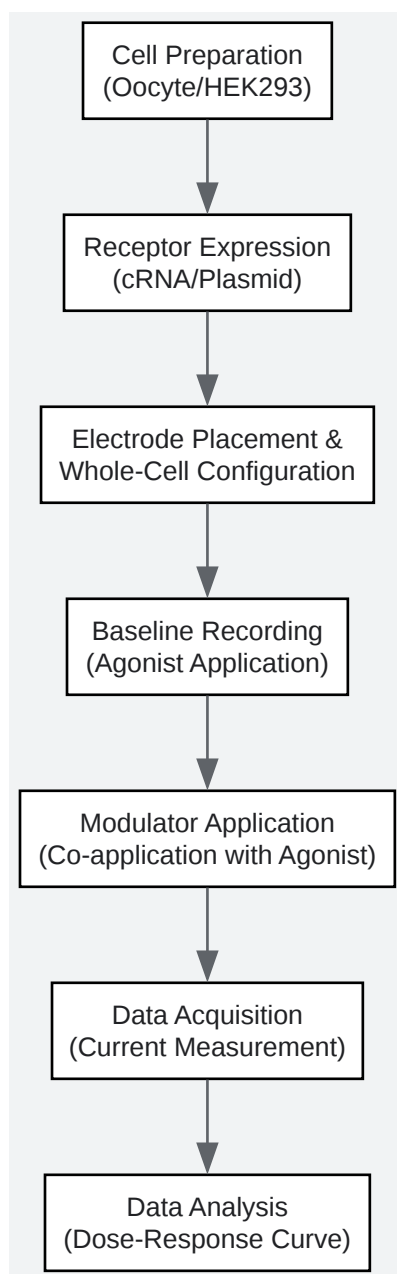 Cell Preparation
(Oocyte/HEK293)
Receptor Expression
(cRNA/Plasmid)
Electrode Placement &
Whole-Cell Configuration
Baseline Recording
(Agonist Application)
Modulator Application
(Co-application with Agonist)
Data Acquisition
(Current Measurement)
Data Analysis
(Dose-Response Curve)